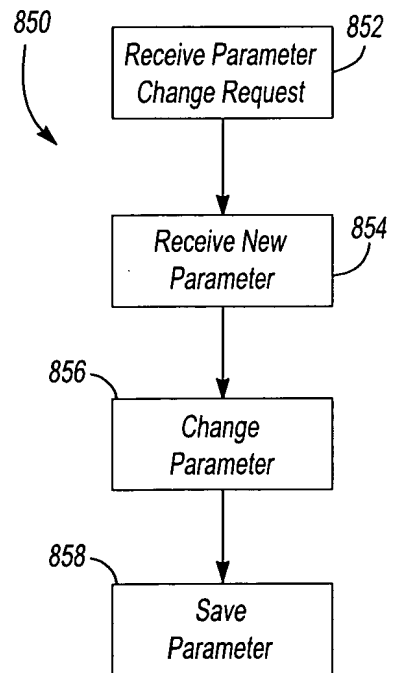 850
Receive Parameter
Change Request
852
Receive New
Parameter
854
856
Change
Parameter
858
Save
Parameter